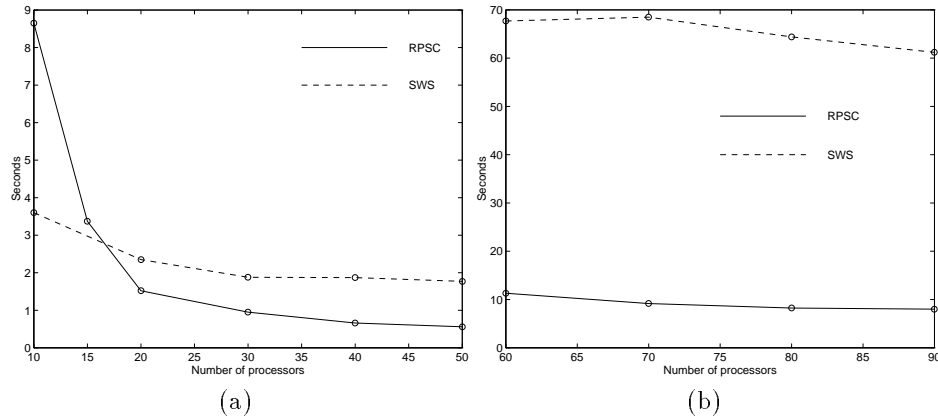 9
8
7
6
5
4
3
2
1
0
Seconds
RPSC
SWS
10 15 20 25 30 35 40 45 50
Number of processors
(a)
70
60
50
40
30
20
10
0
Seconds
RPSC
SWS
60 65 70 75 80 85 90
Number of processors
(b)